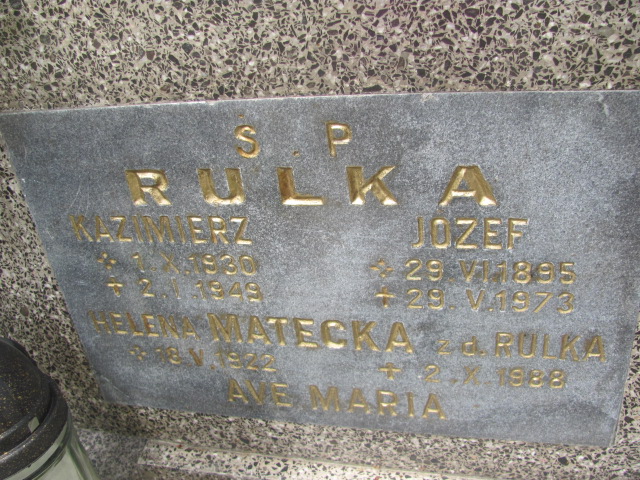 Ś. P.
RULKA
KAZIMIERZ JÓZEF
☆ 1.X.1930 ☆ 29.VI.1895
✝ 2.I.1949 ✝ 29.V.1973
HELENA MATECKA z d. RULKA
☆ 18.V.1922 ✝ 2.X.1988
AVE MARIA